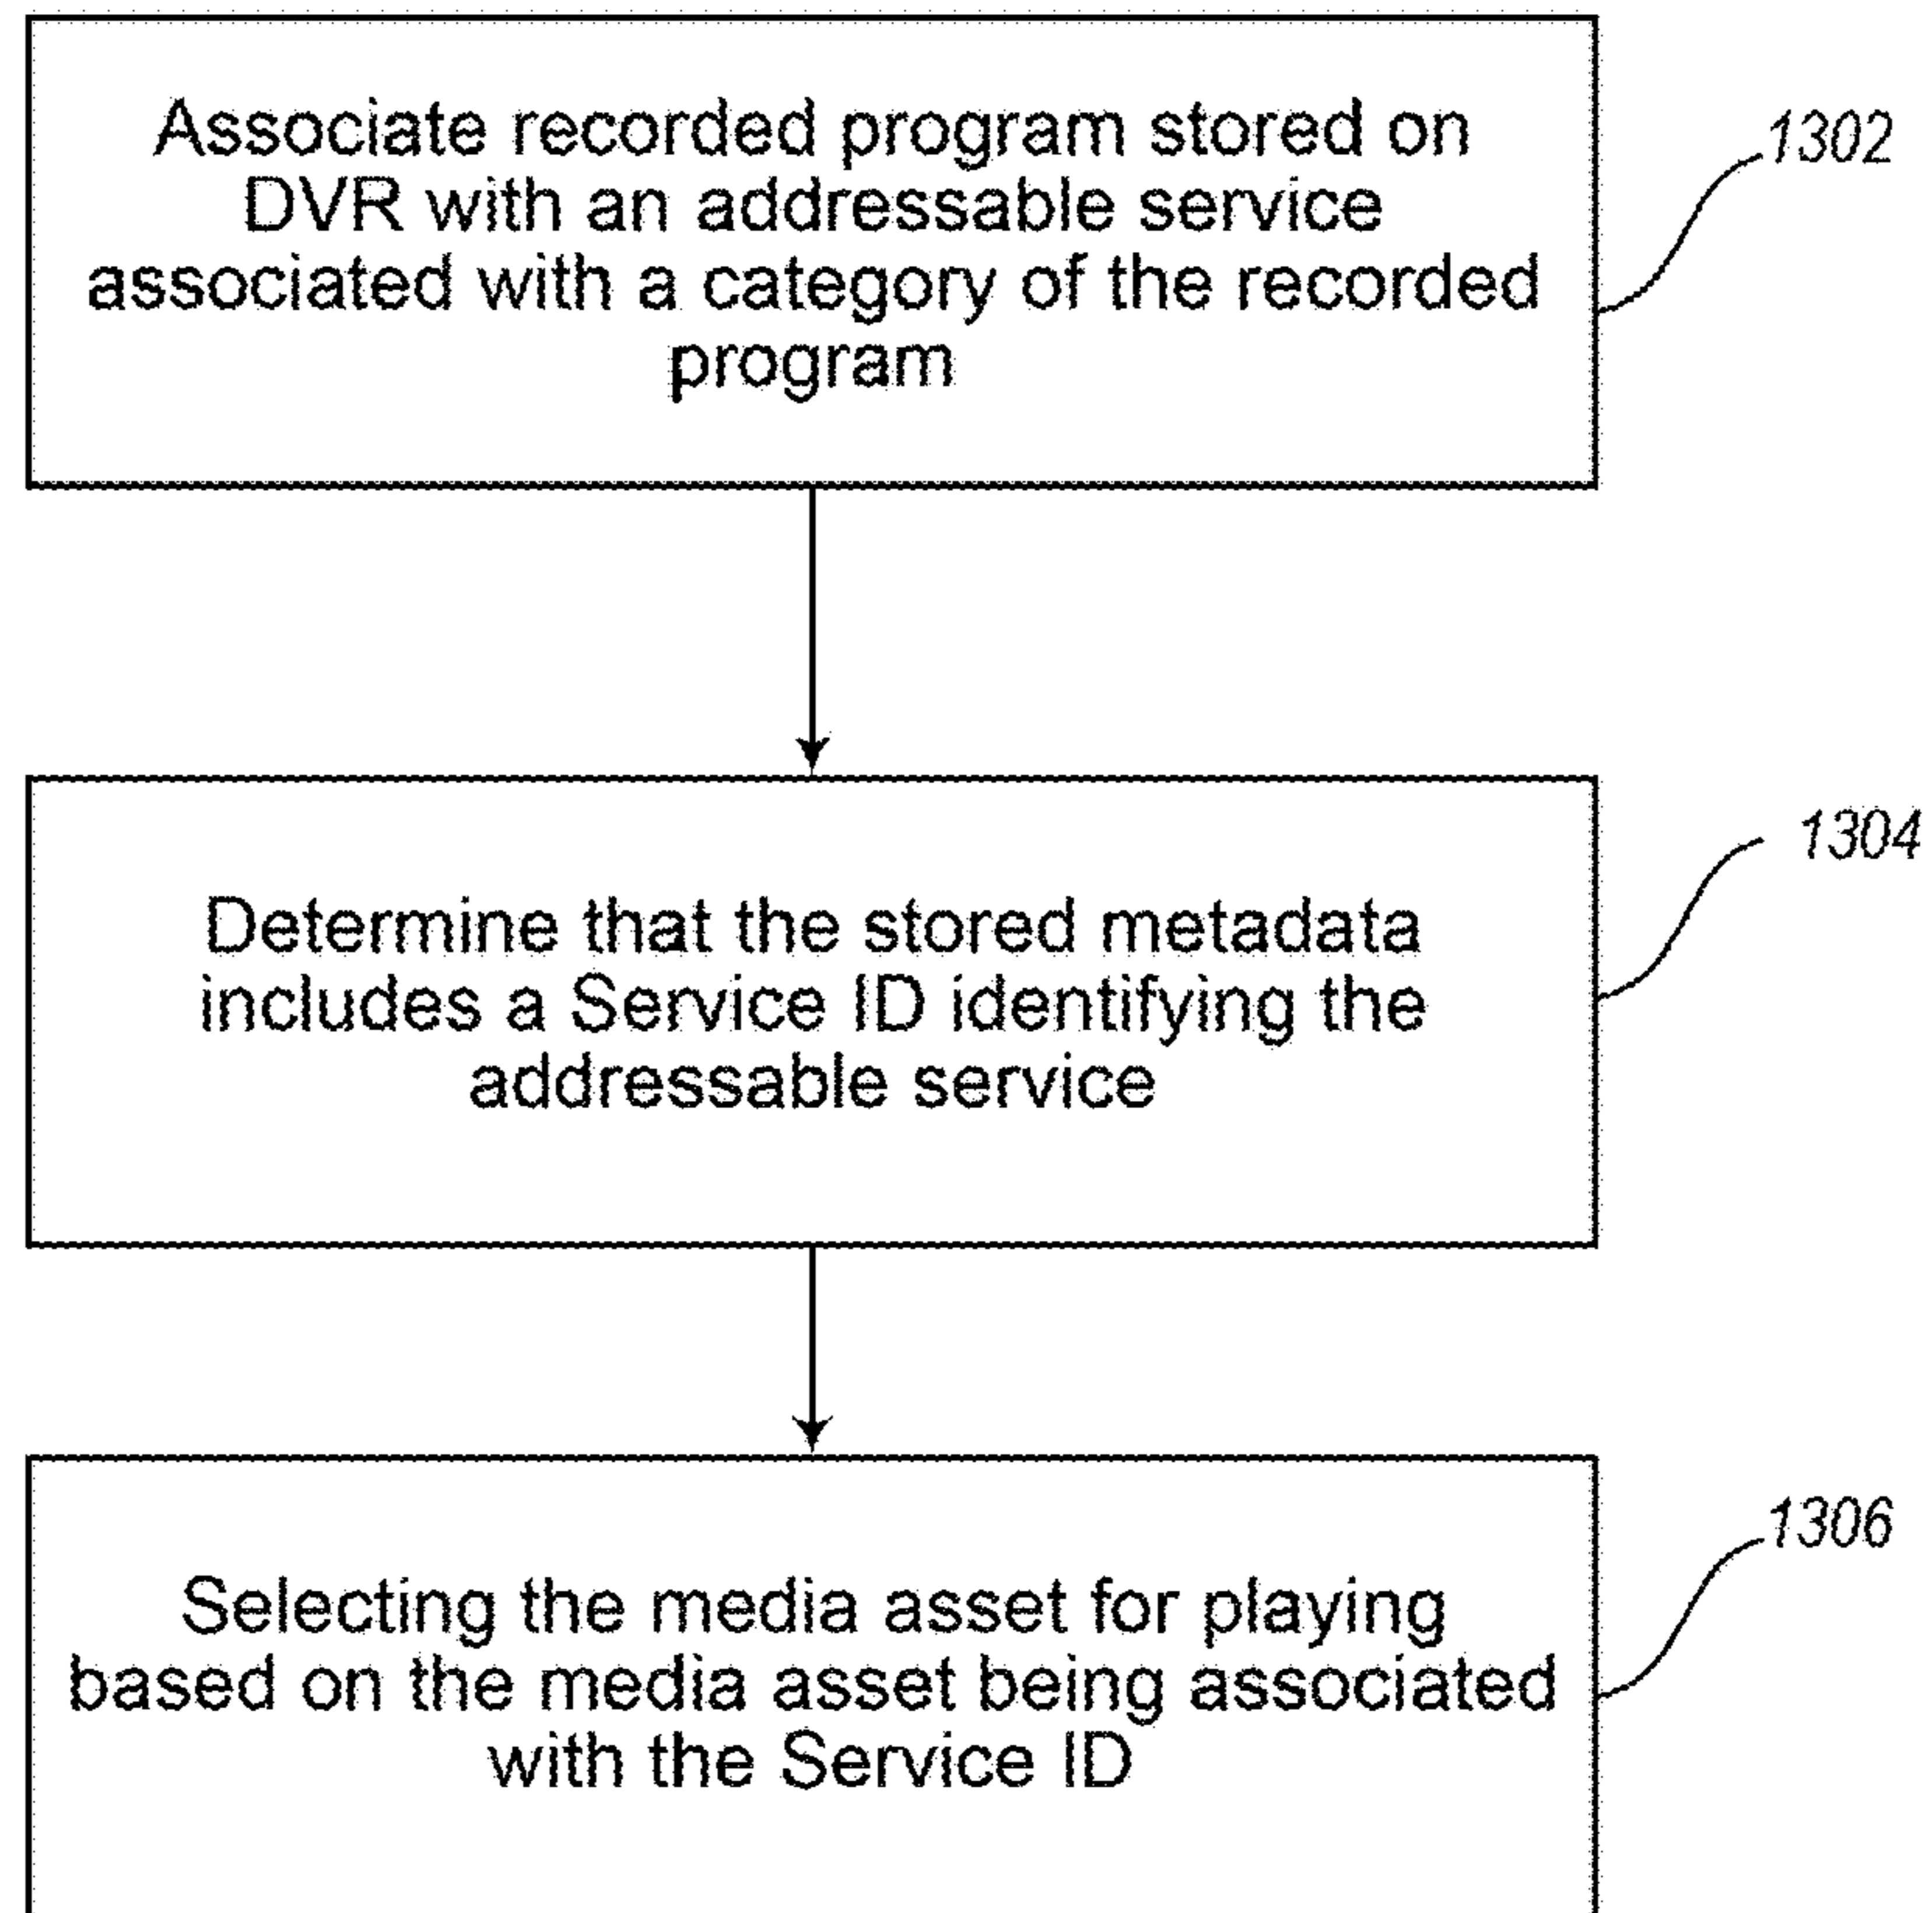 Associate recorded program stored on
DVR with an addressable service
associated with a category of the recorded
program
1302
Determine that the stored metadata
includes a Service ID identifying the
addressable service
1304
Selecting the media asset for playing
based on the media asset being associated
with the Service ID
1306